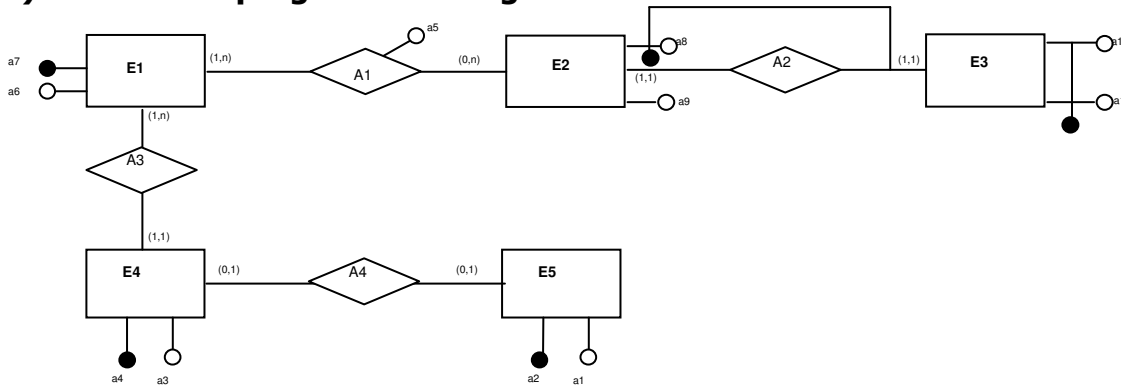 a5
a8
a7
E1
(1,n)
A1
(0,n)
E2
A2
(1,1)
E3
a6
(1,1)
a9
(1,n)
A3
(1,1)
E4
(0,1)
A4
(0,1)
E5
a4
a3
a2
a1